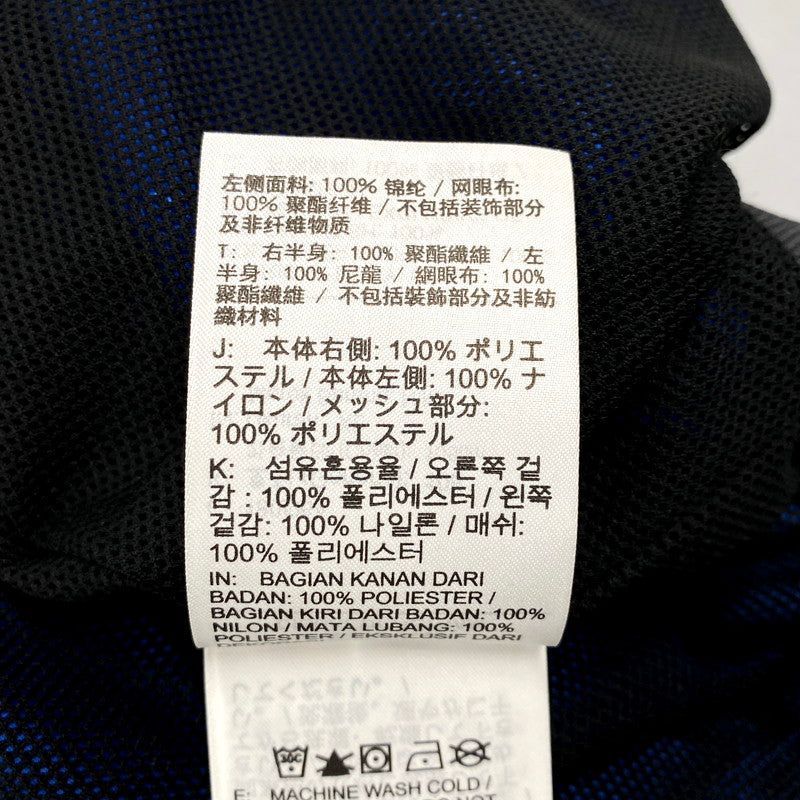 左侧面料: 100% 锦纶 / 网眼布:
100% 聚酯纤维 / 不包括装饰部分
及非纤维物质
T: 右半身: 100% 聚酯纖維 / 左
半身: 100% 尼龍 / 網眼布: 100%
聚酯纖維 / 不包括裝飾部分及非紡
織材料
J: 本体右側: 100% ポリエ
ステル / 本体左側: 100% ナ
イロン / メッシュ部分:
100% ポリエステル
K: 섬유혼용율 / 오른쪽 겉
감 : 100% 폴리에스터 / 왼쪽
겉감: 100% 나일론 / 매쉬:
100% 폴리에스터
IN: BAGIAN KANAN DARI
BADAN: 100% POLIESTER /
BAGIAN KIRI DARI BADAN: 100%
NILON / MATA LUBANG: 100%
POLIESTER / EKSKLUSIF DARI
30C
E: MACHINE WASH COLD /
DO NOT